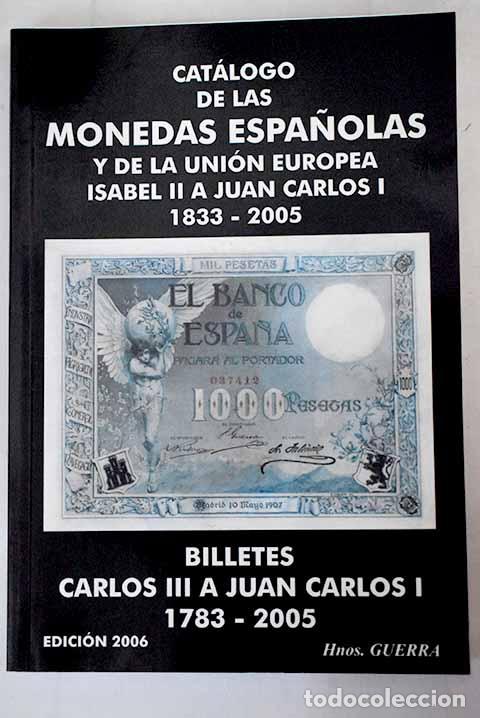 CATÁLOGO
DE LAS
MONEDAS ESPAÑOLAS
Y DE LA UNIÓN EUROPEA
ISABEL II A JUAN CARLOS I
1833 - 2005
MIL PESETAS
EL BANCO
de
ESPAÑA
PAGARÁ AL PORTADOR
037412
1000 PESETAS
Madrid 10 Mayo 1907
1000
BILLETES
CARLOS III A JUAN CARLOS I
1783 - 2005
EDICIÓN 2006
Hnos. GUERRA
todocoleccion